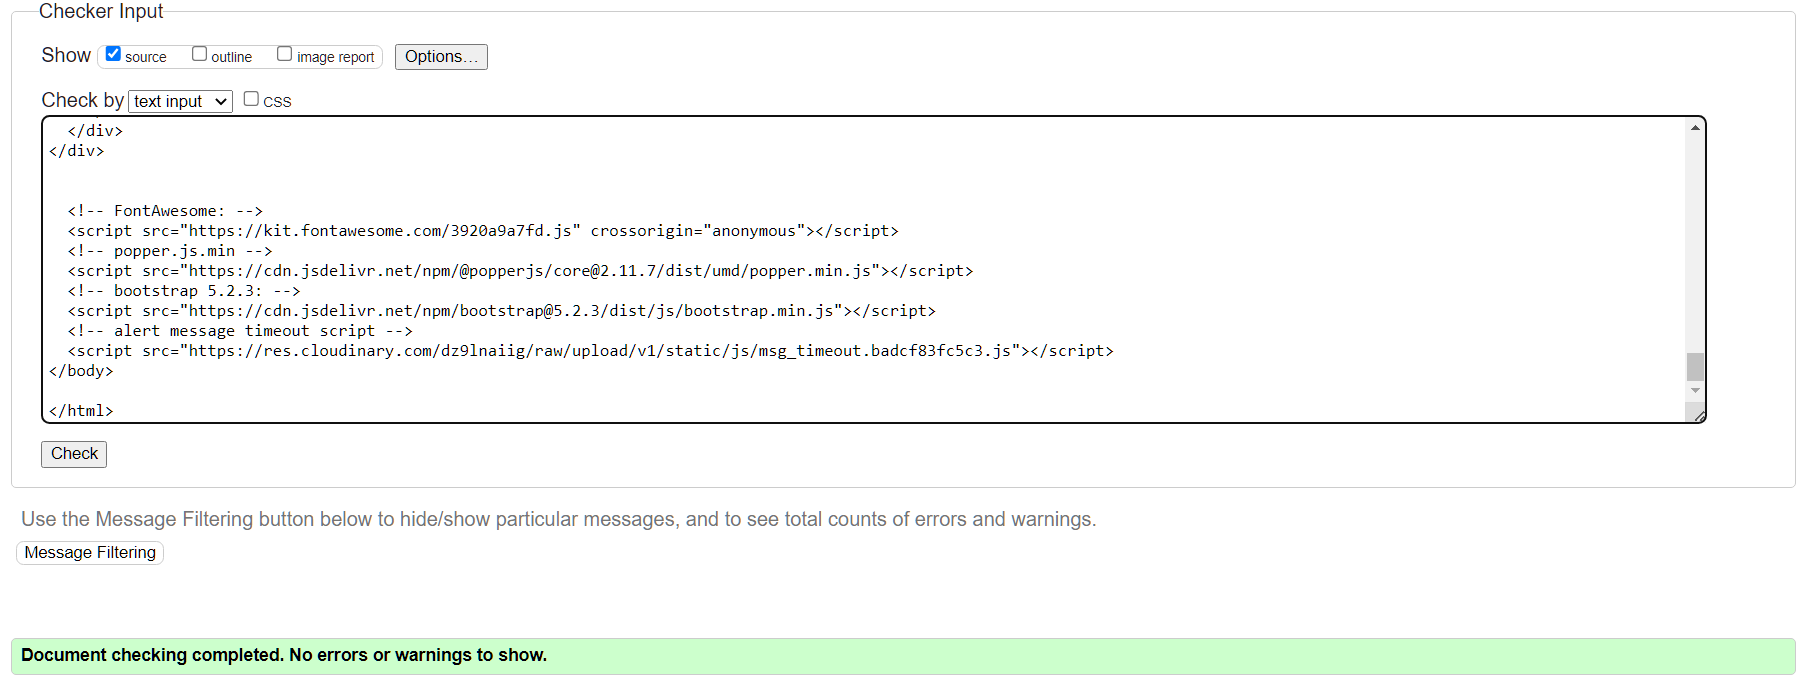 Checker Input
Show source outline image report Options...
Check by text input CSS
</div>
</div>
<!-- FontAwesome: -->
<script src="https://kit.fontawesome.com/3920a9a7fd.js" crossorigin="anonymous"></script>
<!-- popper.js.min -->
<script src="https://cdn.jsdelivr.net/npm/@popperjs/core@2.11.7/dist/umd/popper.min.js"></script>
<!-- bootstrap 5.2.3: -->
<script src="https://cdn.jsdelivr.net/npm/bootstrap@5.2.3/dist/js/bootstrap.min.js"></script>
<!-- alert message timeout script -->
<script src="https://res.cloudinary.com/dz9lnaiig/raw/upload/v1/static/js/msg_timeout.badcf83fc5c3.js"></script>
</body>
</html>
Check
Use the Message Filtering button below to hide/show particular messages, and to see total counts of errors and warnings.
Message Filtering
Document checking completed. No errors or warnings to show.